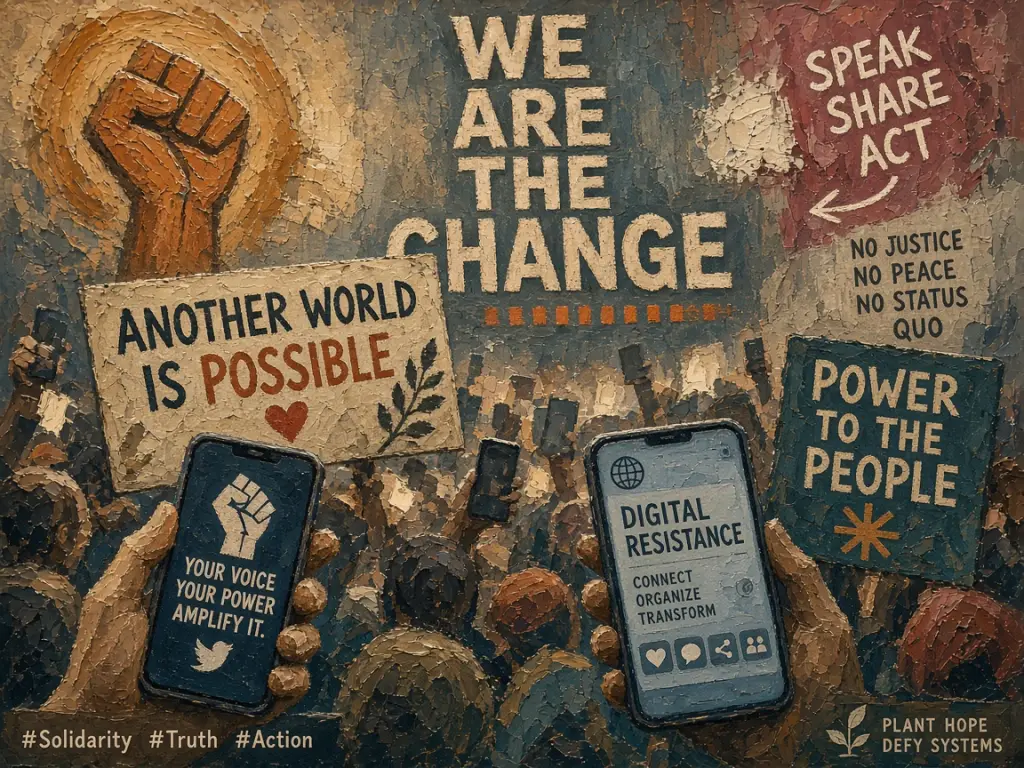 WE
ARE
THE
CHANGE
SPEAK
SHARE
ACT
NO JUSTICE
NO PEACE
NO STATUS
QUO
ANOTHER WORLD
IS POSSIBLE
POWER
TO THE
PEOPLE
YOUR VOICE
YOUR POWER
AMPLIFY IT.
DIGITAL
RESISTANCE
CONNECT
ORGANIZE
TRANSFORM
#Solidarity #Truth #Action
PLANT HOPE
DEFY SYSTEMS